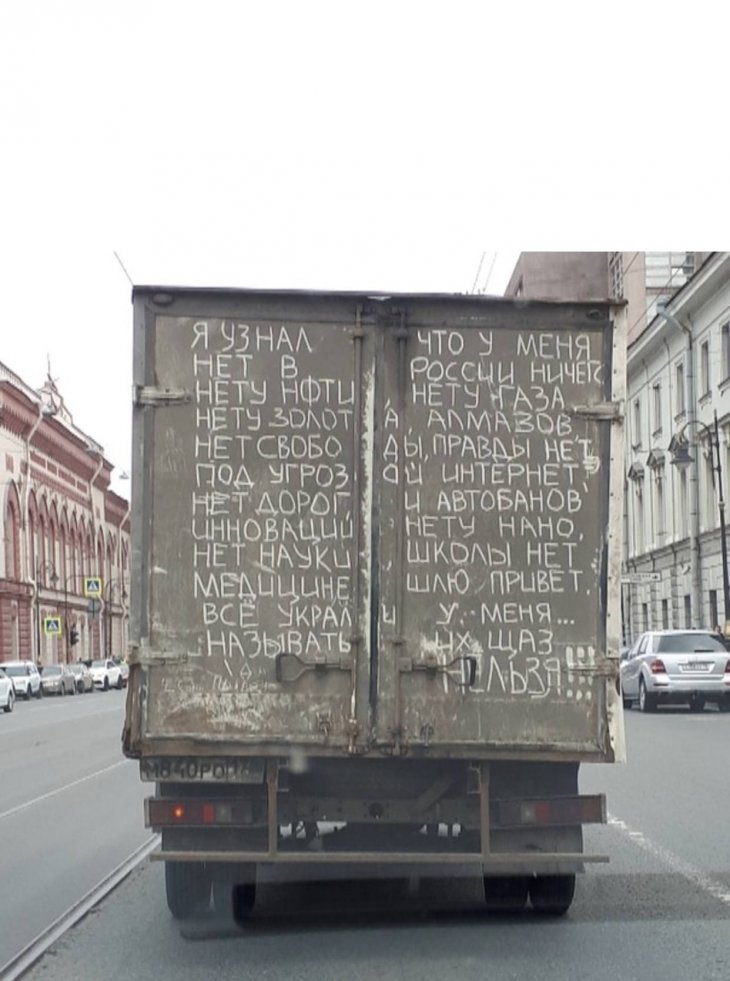 Я УЗНАЛ ЧТО У МЕНЯ
НЕТ В РОССИИ НИЧЕГ
НЕТУ НФТИ, НЕТУ ГАЗА
НЕТУ ЗОЛОТА, АЛМАЗОВ
НЕТ СВОБОДЫ, ПРАВДЫ НЕТ
ПОД УГРОЗОЙ ИНТЕРНЕТ
НЕТ ДОРОГ И АВТОБАНОВ
ИННОВАЦИЙ НЕТУ НАНО,
НЕТ НАУКИ ШКОЛЫ НЕТ
МЕДИЦИНЕ ШЛЮ ПРИВЕТ.
ВСЁ УКРАЛИ У МЕНЯ...
НАЗЫВАТЬ ИХ ЩАЗ
НЕЛЬЗЯ!!!